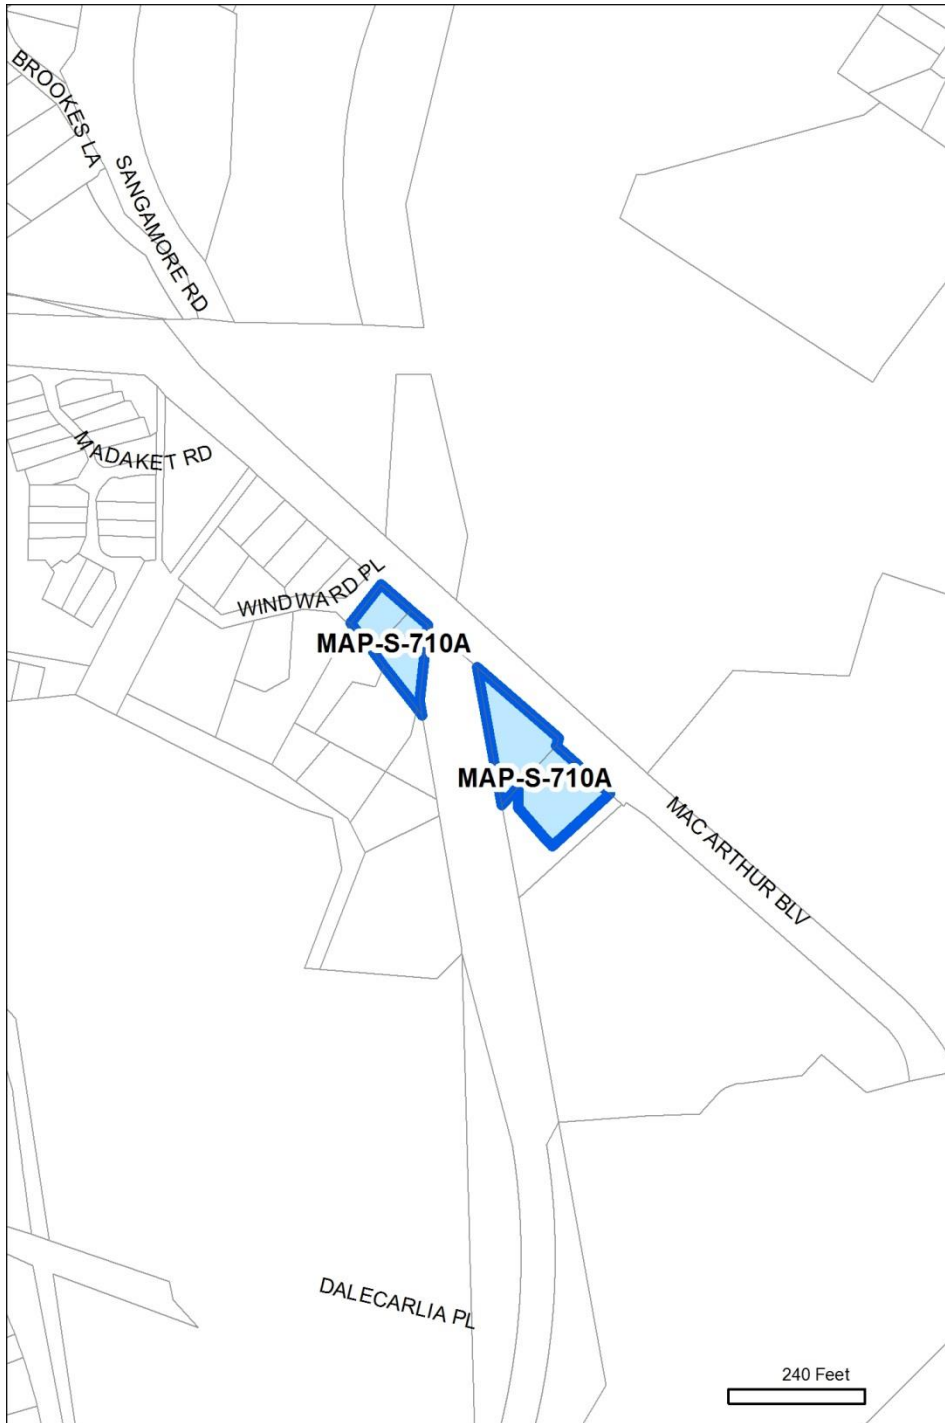 BROOKES LA
SANGAMORE RD
MADAKET RD
WINDWARD PL
MAP-S-710A
MAP-S-710A
MAC ARTHUR BLV
DALECARLIA PL
240 Feet